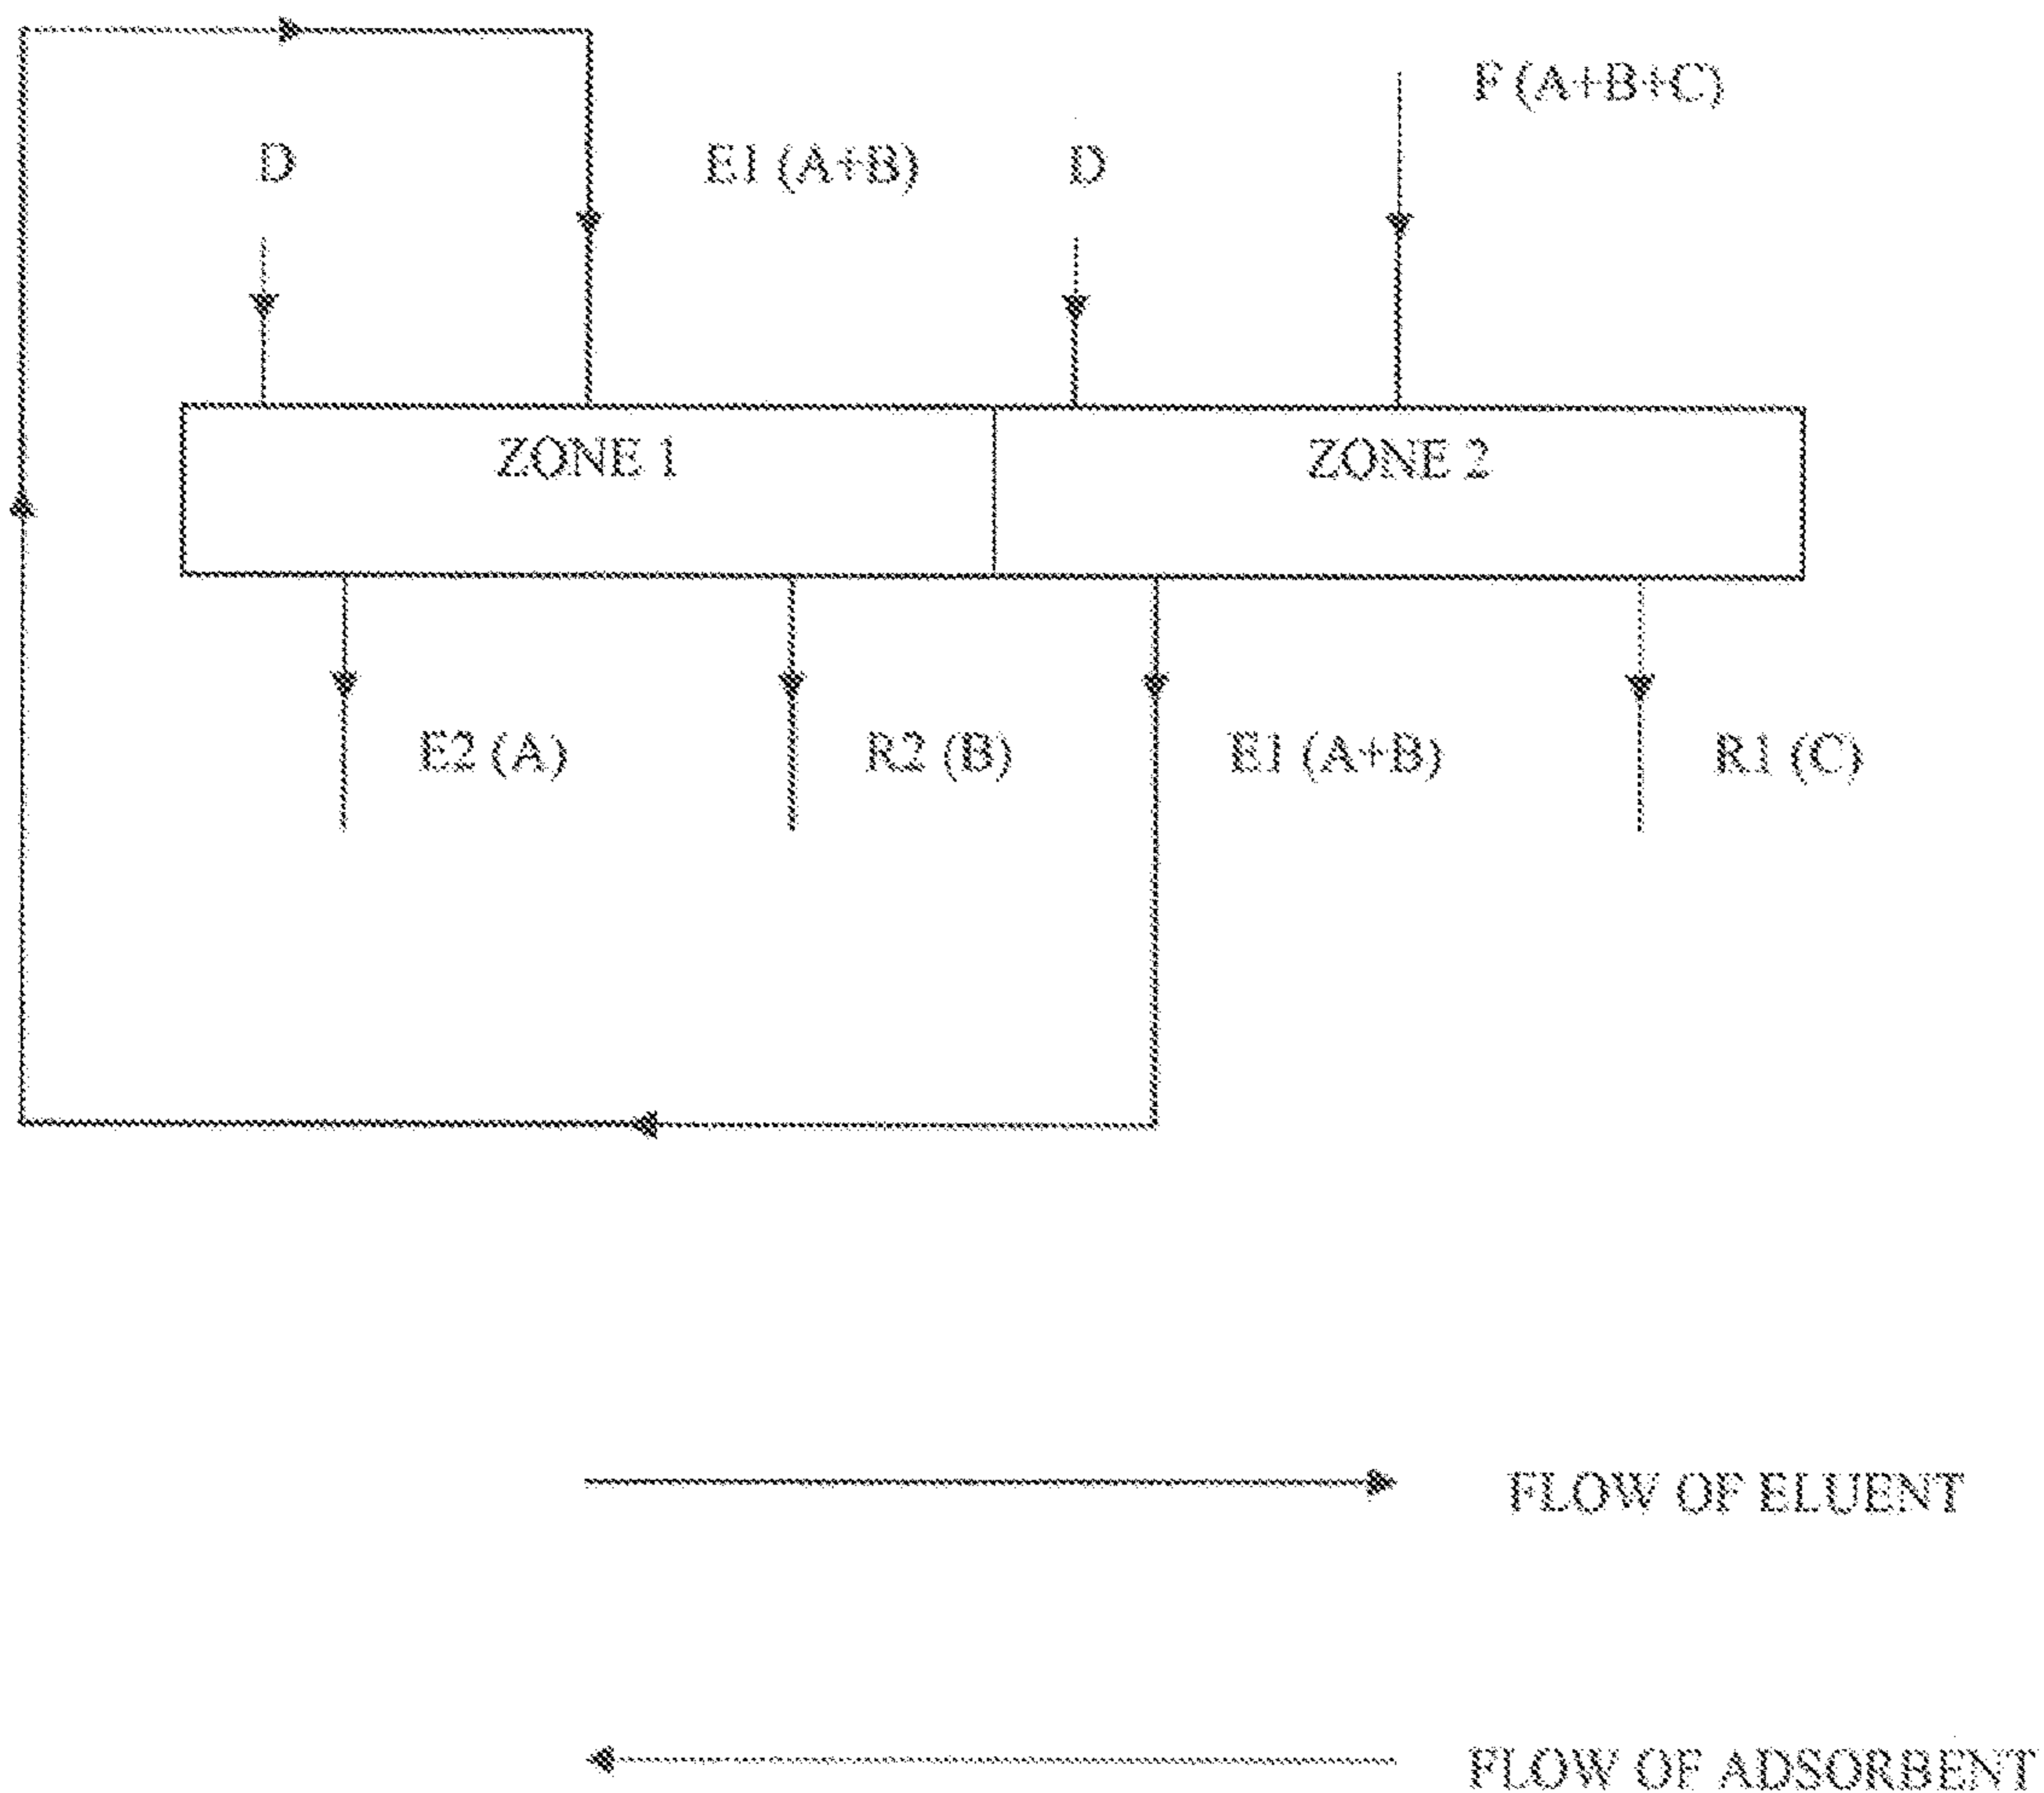 F (A+B+C)
D
E1 (A+B)
D
ZONE 1
ZONE 2
E2 (A)
R2 (B)
E1 (A+B)
R1 (C)
FLOW OF ELUENT
FLOW OF ADSORBENT